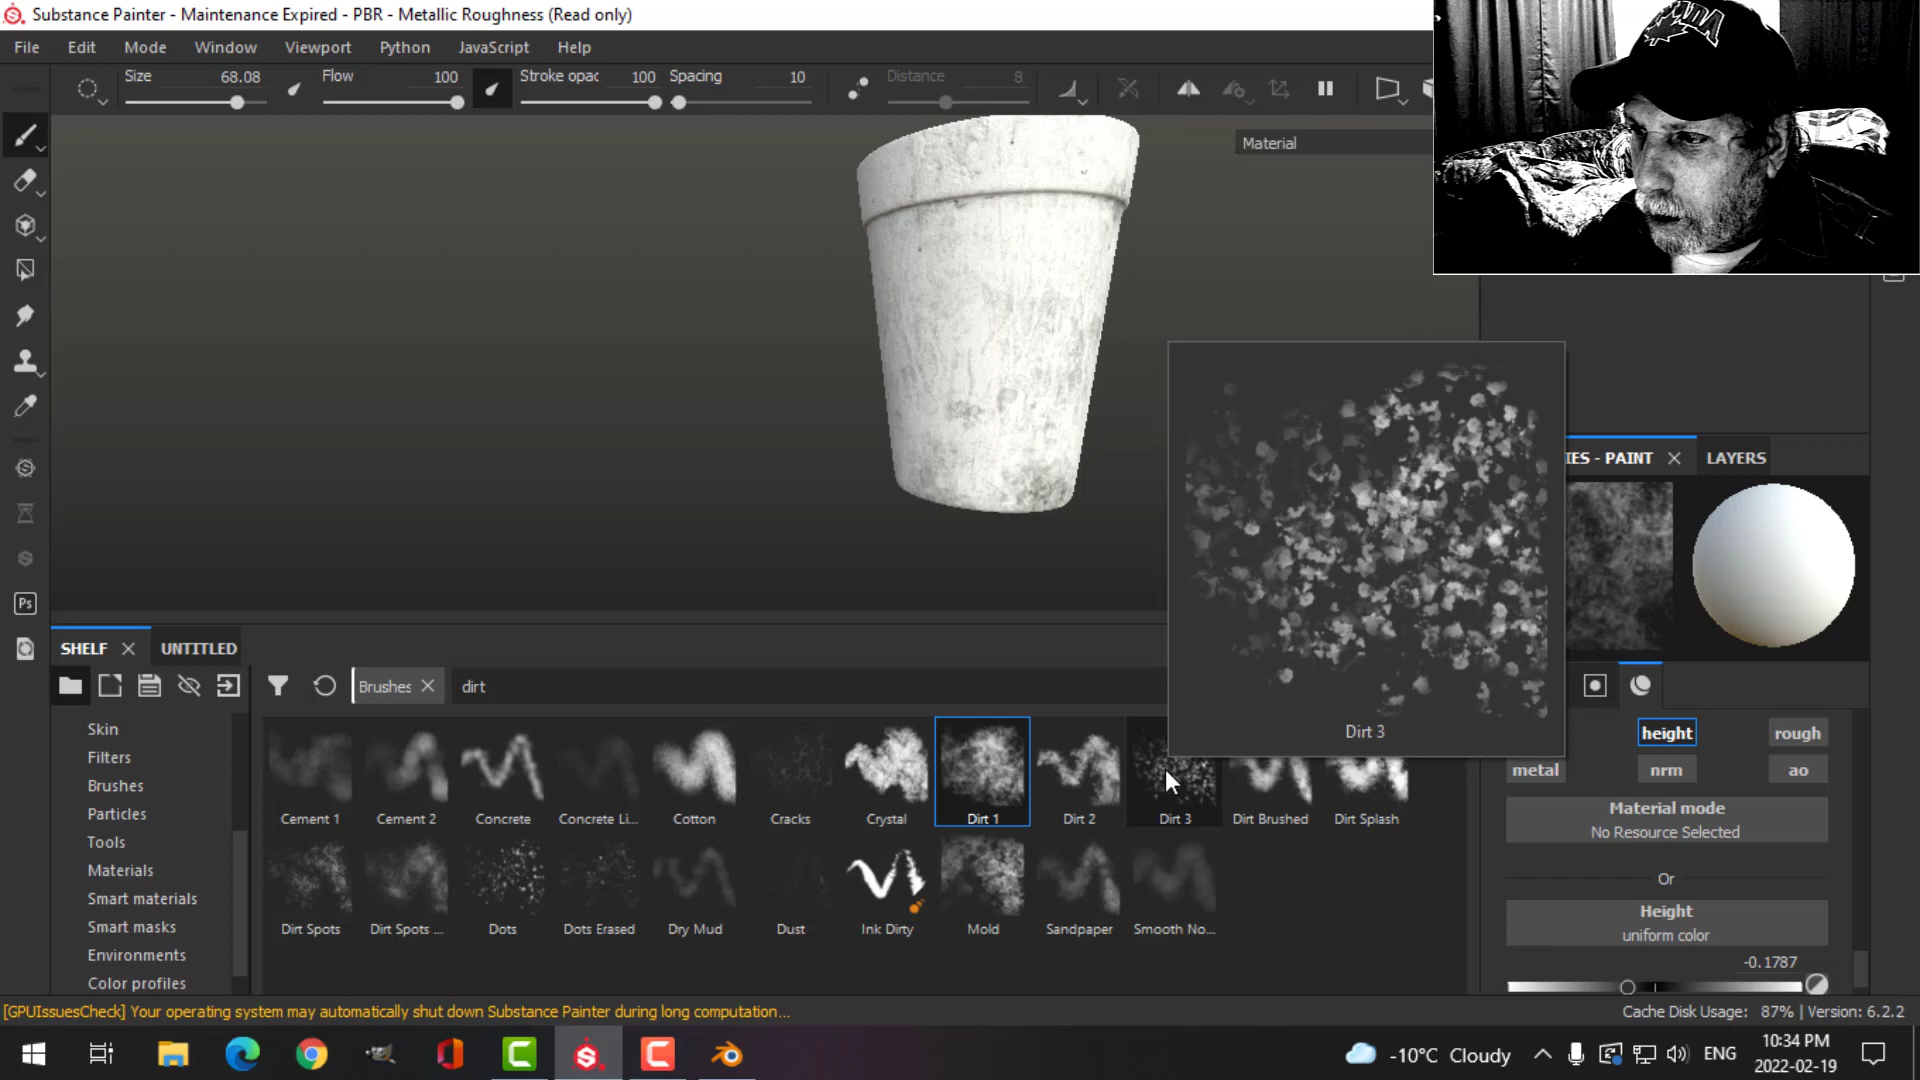 Substance Painter - Maintenance Expired - PBR - Metallic Roughness (Read only)
File Edit Mode Window Viewport Python JavaScript Help
Size 68.08 Flow 100 Stroke opac 100 Spacing 10 Distance 8
Material
Dirt 3
IES - PAINT LAYERS
Ps
SHELF UNTITLED
Brushes dirt
Skin
Filters
Brushes
Particles
Tools
Materials
Smart materials
Smart masks
Environments
Color profiles
Cement 1 Cement 2 Concrete Concrete Li... Cotton Cracks Crystal Dirt 1 Dirt 2 Dirt 3 Dirt Brushed Dirt Splash
Dirt Spots Dirt Spots ... Dots Dots Erased Dry Mud Dust Ink Dirty Mold Sandpaper Smooth No...
height rough
metal nrm ao
Material mode
No Resource Selected
Or
Height
uniform color
-0.1787
[GPUIssuesCheck] Your operating system may automatically shut down Substance Painter during long computation...
Cache Disk Usage: 87% | Version: 6.2.2
-10°C Cloudy ENG
10:34 PM
2022-02-19